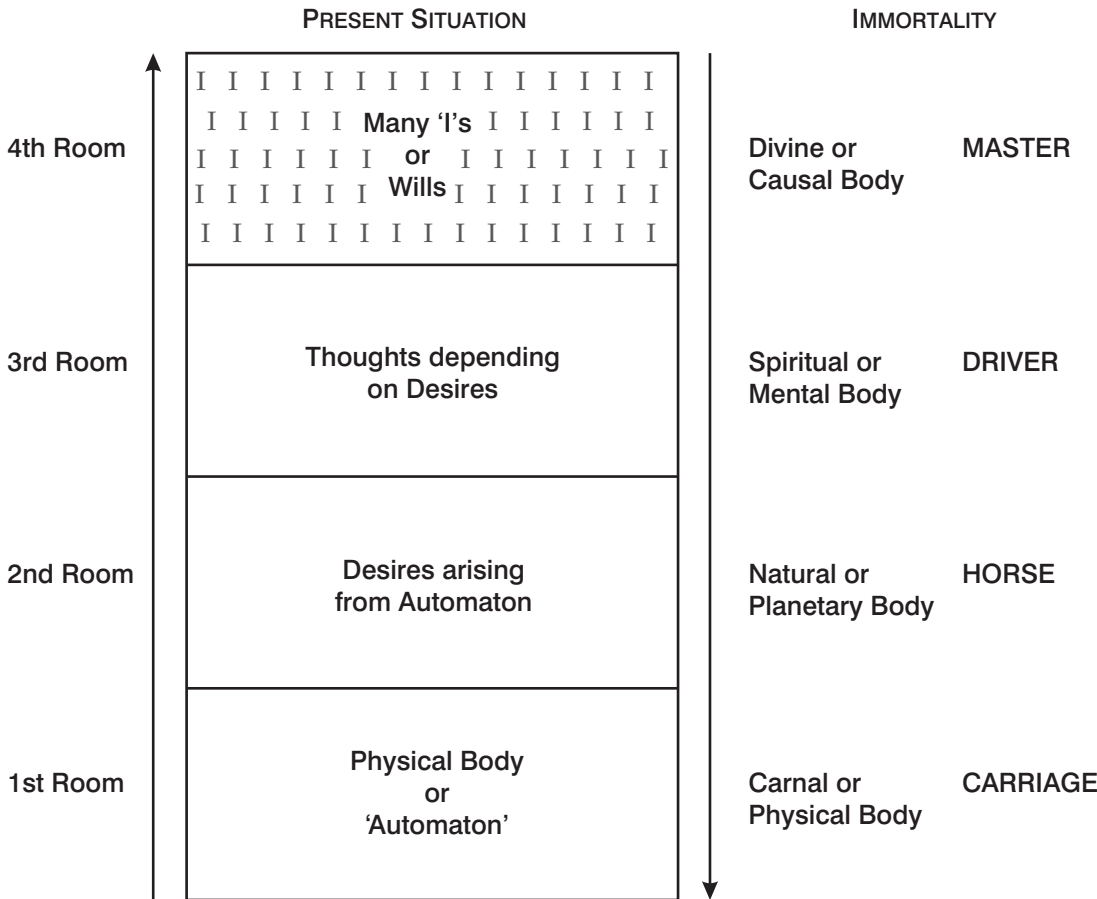 PRESENT SITUATION
IMMORTALITY
I I I I I I I I I I I I I I I
4th Room
I I I I I Many ‘I’s I I I I I I
I I I I I I or I I I I I I I
I I I I I I Wills I I I I I I I
I I I I I I I I I I I I I I I
Divine or
Causal Body
MASTER
3rd Room
Thoughts depending
on Desires
Spiritual or
Mental Body
DRIVER
2nd Room
Desires arising
from Automaton
Natural or
Planetary Body
HORSE
1st Room
Physical Body
or
‘Automaton’
Carnal or
Physical Body
CARRIAGE